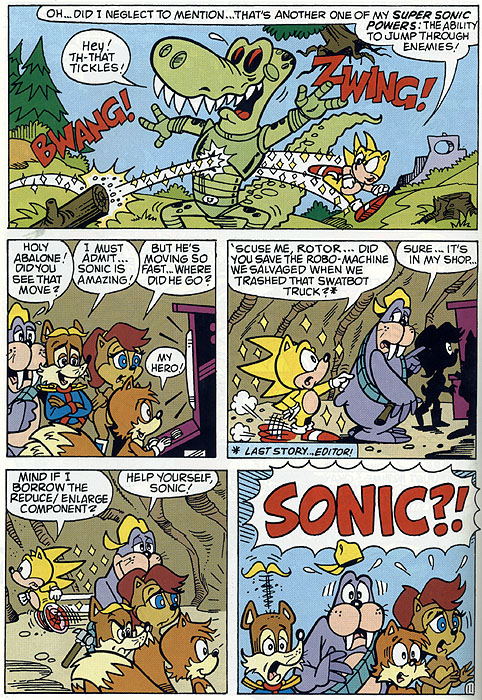 OH...DID I NEGLECT TO MENTION...THAT'S ANOTHER ONE OF MY SUPER SONIC
POWERS: THE ABILITY
TO JUMP THROUGH
ENEMIES!
Hey!
TH-THAT
TICKLES!
ZWING!
BWANG!
HOLY
ABALONE!
DID YOU
SEE THAT
MOVE?
I MUST
ADMIT...
SONIC IS
AMAZING!
BUT HE'S
MOVING SO
FAST...WHERE
DID HE GO?
MY
HERO!
'SCUSE ME, ROTOR... DID
YOU SAVE THE ROBO-MACHINE
WE SALVAGED WHEN WE
TRASHED THAT SWATBOT
TRUCK?*
SURE... IT'S
IN MY SHOP...
* LAST STORY...EDITOR!
MIND IF I
BORROW THE
REDUCE/ENLARGE
COMPONENT?
HELP YOURSELF,
SONIC!
SONIC?!
11